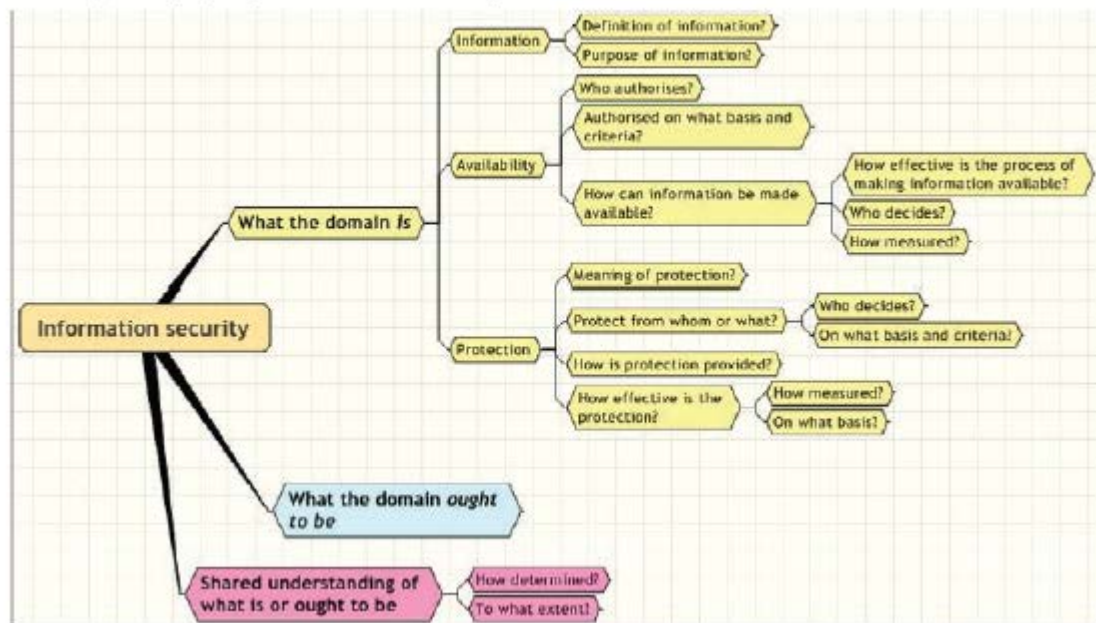 Information
Definition of information?
Purpose of information?
Availability
Who authorises?
Authorised on what basis and
criteria?
How can information be made
available?
How effective is the process of
making information available?
Who decides?
How measured?
What the domain is
Information security
Protection
Meaning of protection?
Protect from whom or what?
Who decides?
On what basis and criteria?
How is protection provided?
How effective is the
protection?
How measured?
On what basis?
What the domain ought
to be
Shared understanding of
what is or ought to be
How determined?
To what extent?